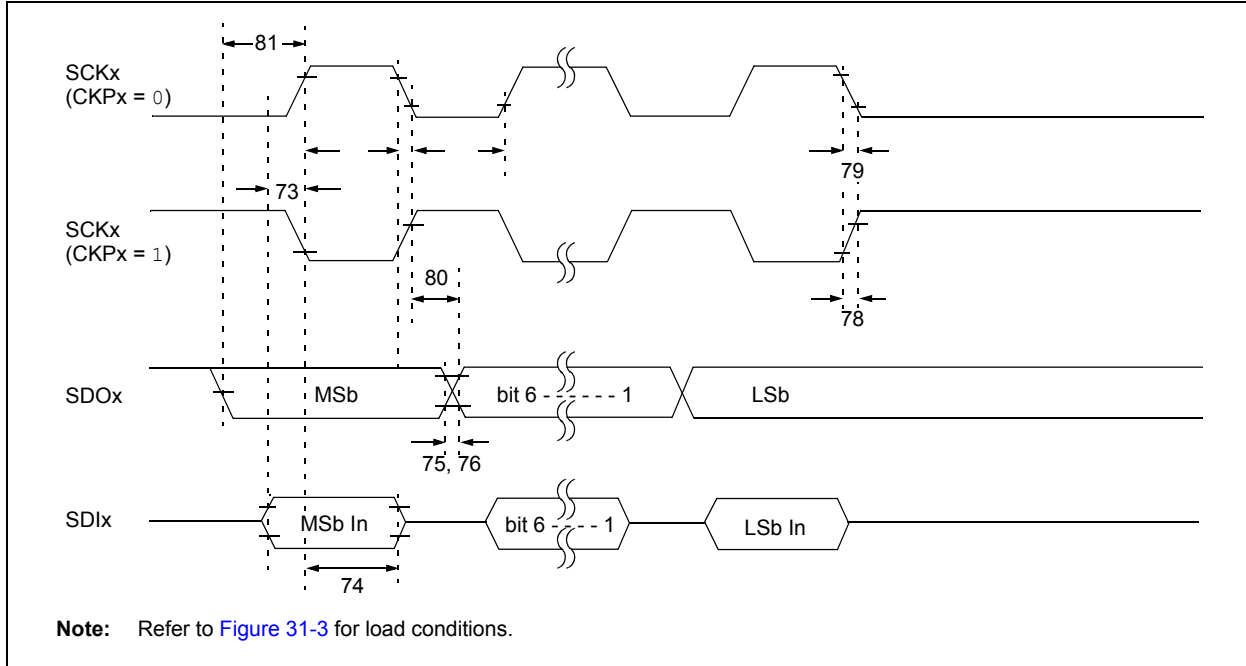 81
SCKx
(CKPx = 0)
79
73
SCKx
(CKPx = 1)
80
78
SDOx
MSb
bit 6 - - - - - - 1
LSb
75, 76
SDIx
MSb In
bit 6 - - - - 1
LSb In
74
Note: Refer to Figure 31-3 for load conditions.